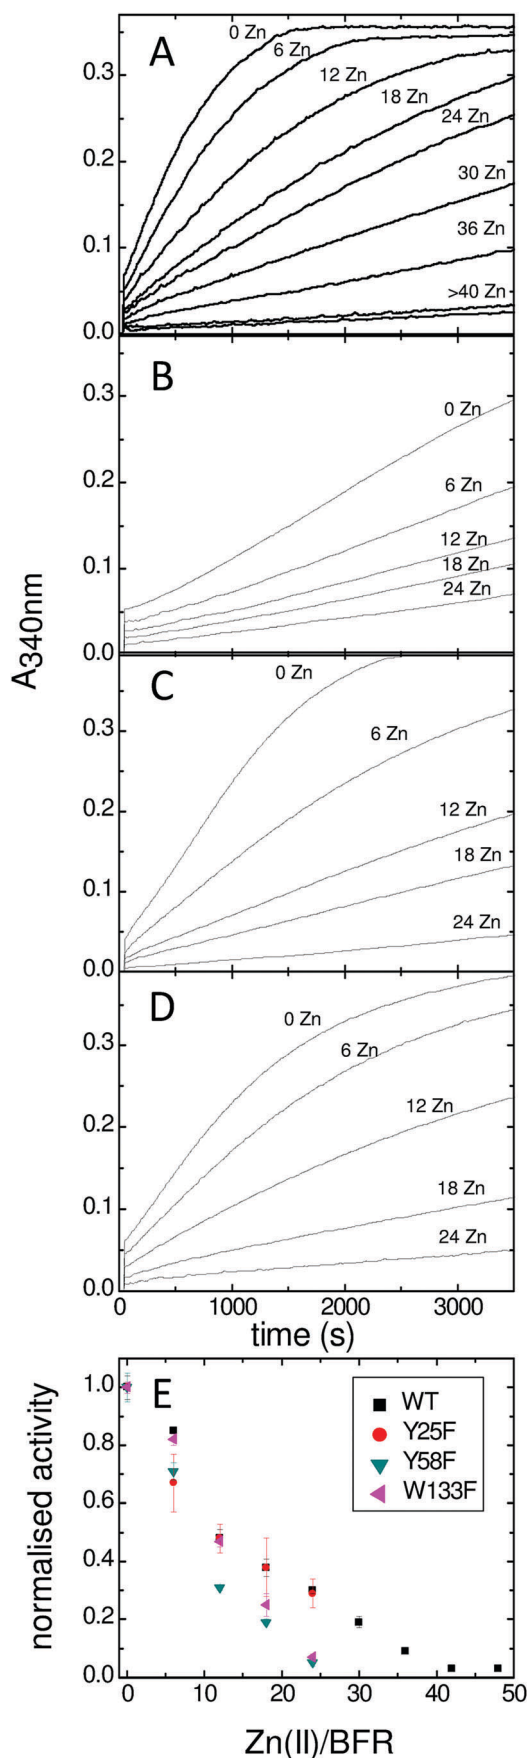 A
0 Zn
6 Zn
12 Zn
18 Zn
24 Zn
30 Zn
36 Zn
>40 Zn
0.3
0.2
0.1
0.0
B
0 Zn
6 Zn
12 Zn
18 Zn
24 Zn
0.3
0.2
0.1
0.0
A340nm
C
0 Zn
6 Zn
12 Zn
18 Zn
24 Zn
0.3
0.2
0.1
0.0
D
0 Zn
6 Zn
12 Zn
18 Zn
24 Zn
0.3
0.2
0.1
0.0
0 1000 2000 3000
time (s)
E
WT
Y25F
Y58F
W133F
normalised activity
1.0
0.8
0.6
0.4
0.2
0.0
0 10 20 30 40 50
Zn(II)/BFR